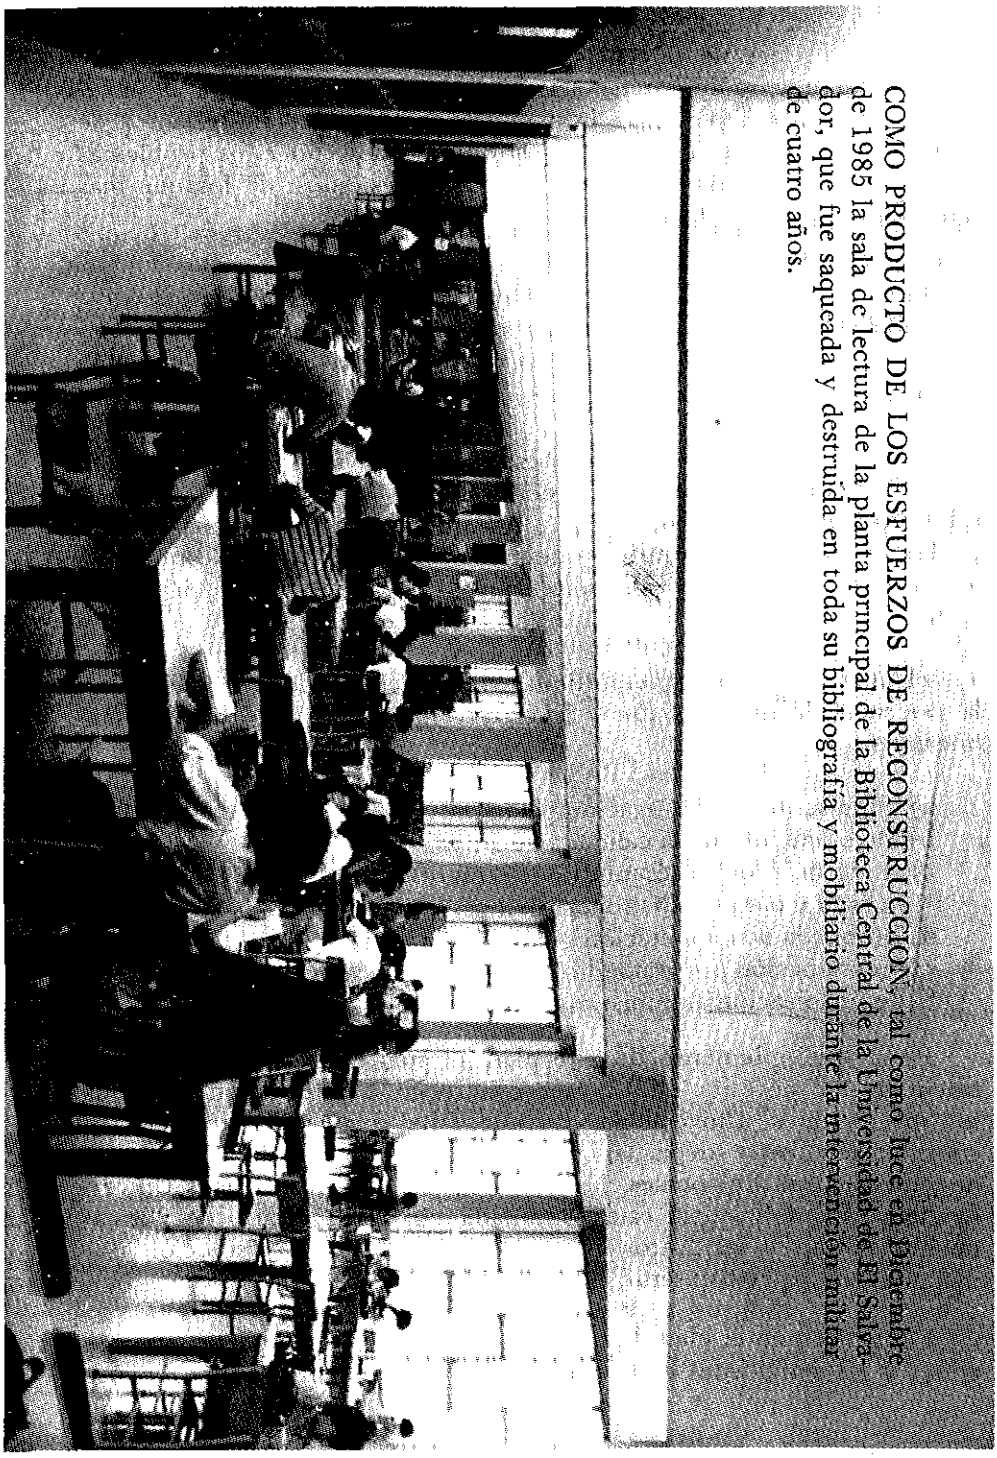 COMO PRODUCTO DE LOS ESFUERZOS DE RECONSTRUCCION, tal como luce en Diciembre
de 1985 la sala de lectura de la planta principal de la Biblioteca Central de la Universidad de El Salva-
dor, que fue saqueada y destruída en toda su bibliografía y mobiliario durante la intervención militar
de cuatro años.